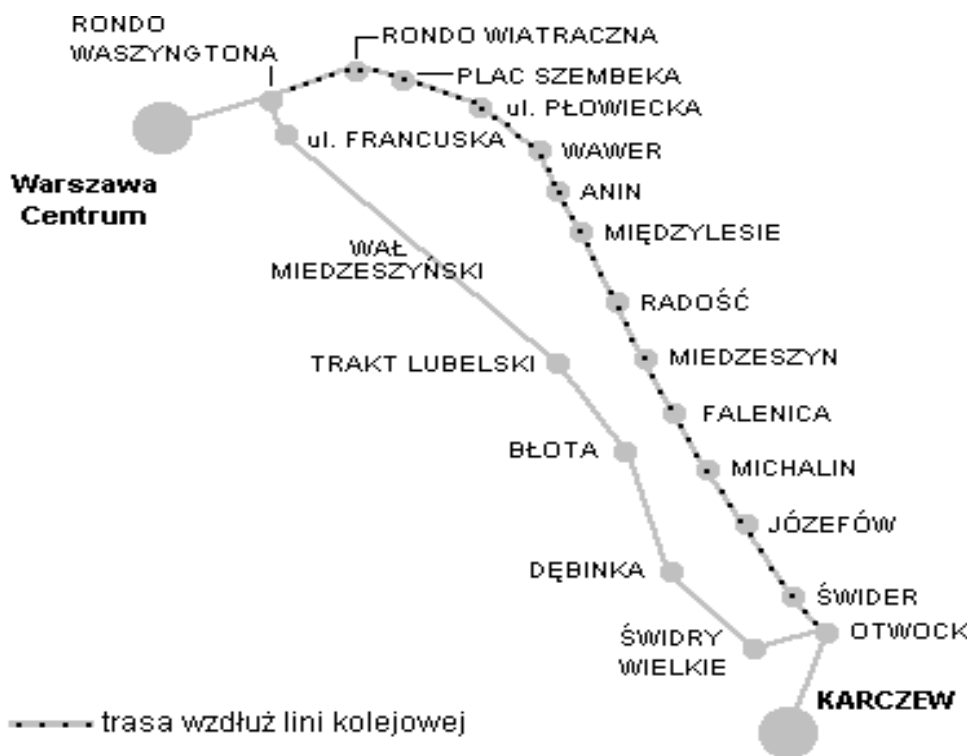 RONDO
WASZYNGTONA
RONDO WIATRACZNA
PLAC SZEMBEKA
ul. PŁOWIECKA
ul. FRANCUSKA
WAWER
Warszawa
Centrum
ANIN
MIĘDZYLESIE
WAŁ
MIEDZESZYŃSKI
RADOŚĆ
MIEDZESZYN
TRAKT LUBELSKI
FALENICA
BŁOTA
MICHALIN
JÓZEFÓW
DĘBINKA
ŚWIDER
OTWOCK
ŚWIDRY
WIELKIE
KARCZEW
trasa wzdłuż lini kolejowej